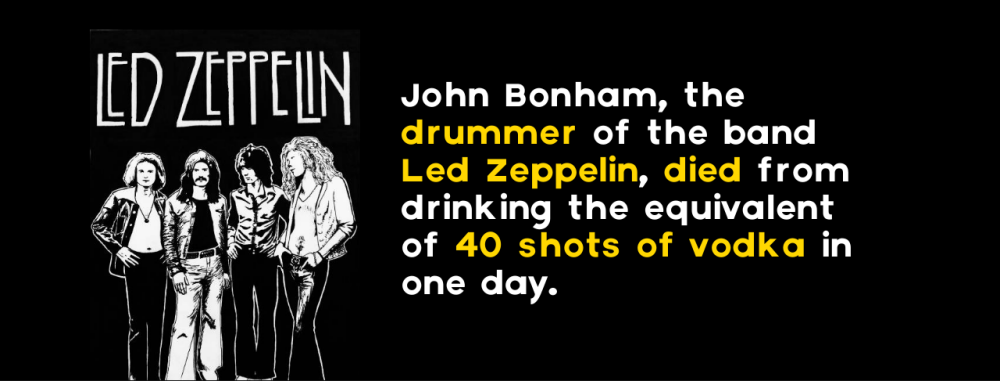 LED ZEPPELIN
John Bonham, the
drummer of the band
Led Zeppelin, died from
drinking the equivalent
of 40 shots of vodka in
one day.